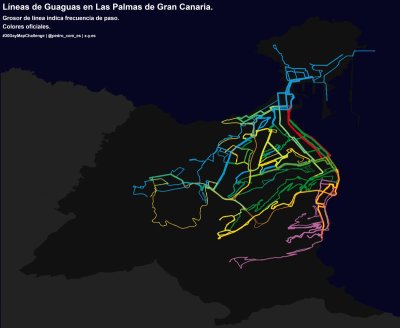 Líneas de Guaguas en Las Palmas de Gran Canaria.
Grosor de línea indica frecuencia de paso.
Colores oficiales.
#30DayMapChallenge | @pedro_com_es | x-y.es